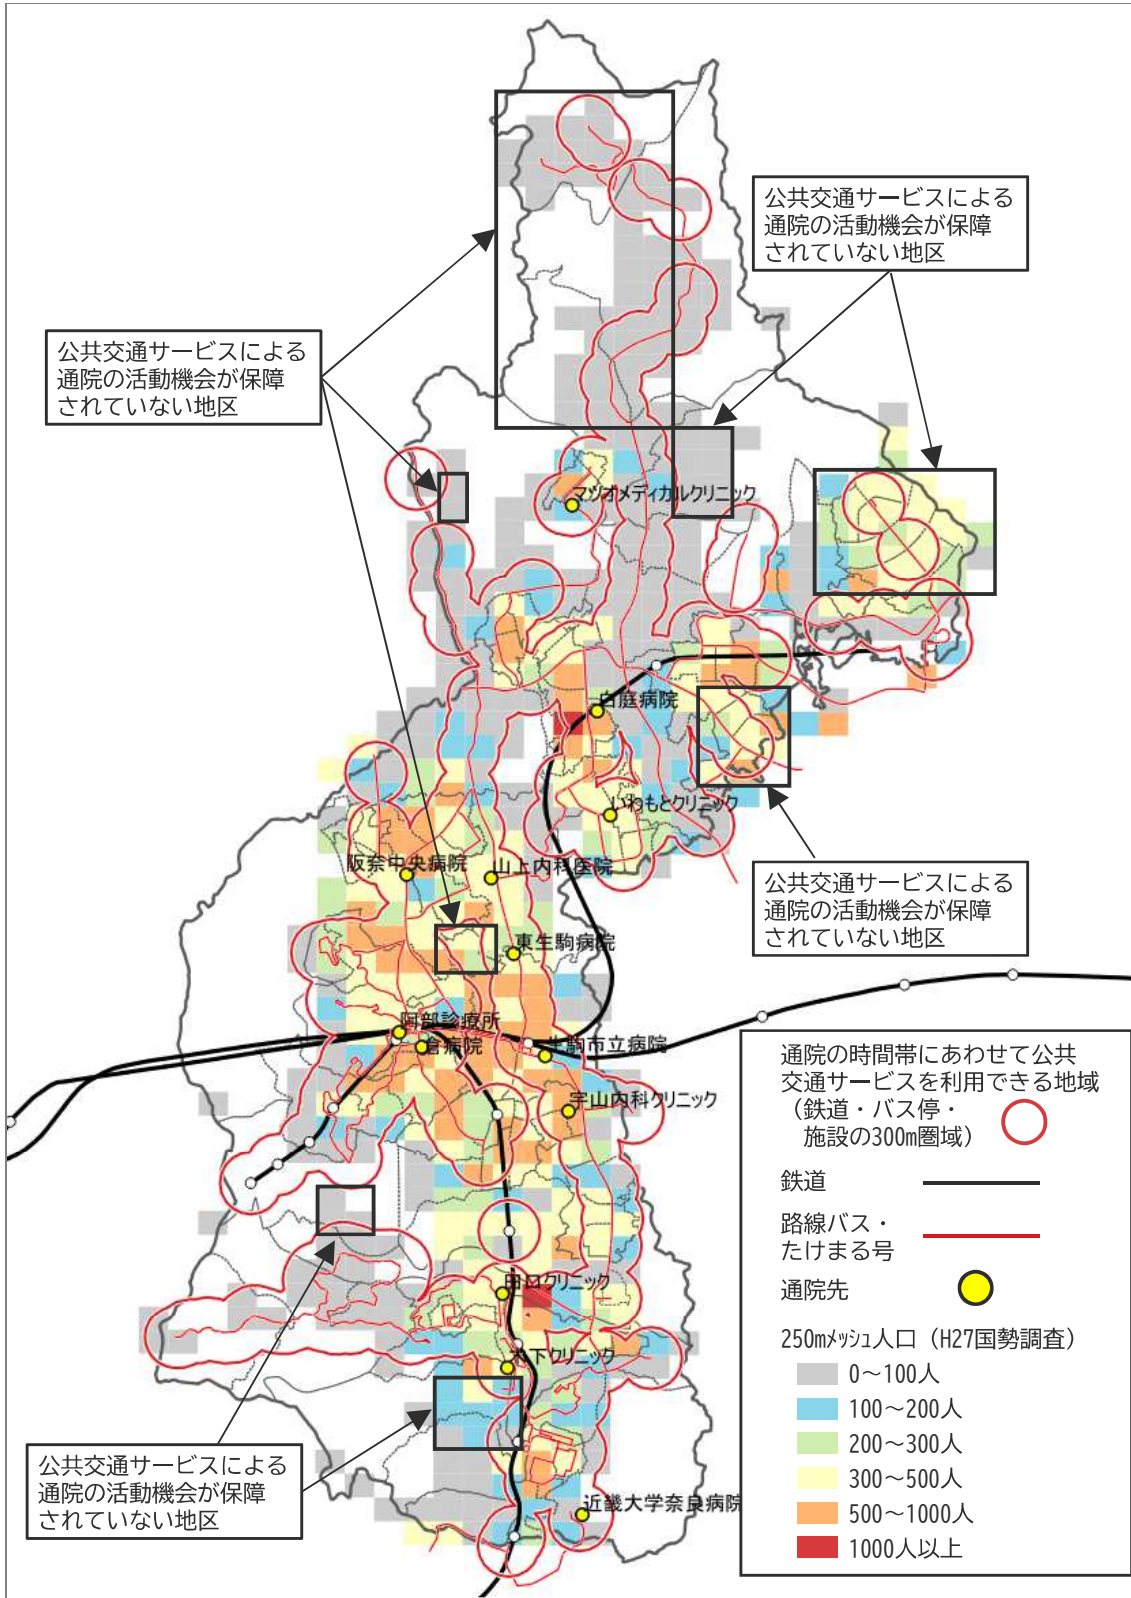 公共交通サービスによる
通院の活動機会が保障
されていない地区
公共交通サービスによる
通院の活動機会が保障
されていない地区
マツオメディカルクリニック
白庭病院
いわもとクリニック
阪奈中央病院
山上内科医院
公共交通サービスによる
通院の活動機会が保障
されていない地区
東生駒病院
阿部診療所
倉病院
生駒市立病院
宇山内科クリニック
田口クリニック
木下クリニック
近畿大学奈良病院
公共交通サービスによる
通院の活動機会が保障
されていない地区
通院の時間帯にあわせて公共
交通サービスを利用できる地域
（鉄道・バス停・
施設の300m圏域）
鉄道
路線バス・
たけまる号
通院先
250mメッシュ人口（H27国勢調査）
0～100人
100～200人
200～300人
300～500人
500～1000人
1000人以上